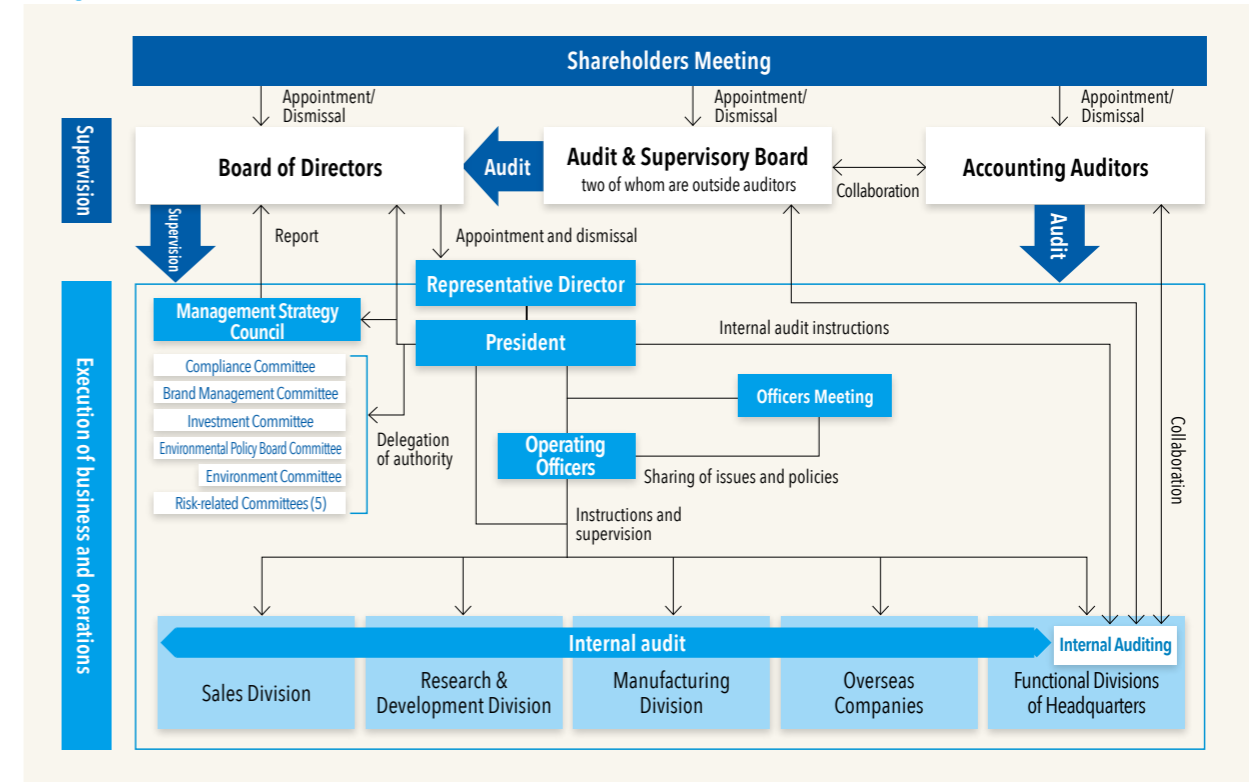 Shareholders Meeting
Appointment/
Dismissal
Appointment/
Dismissal
Appointment/
Dismissal
Supervision
Board of Directors
Audit
Audit & Supervisory Board
two of whom are outside auditors
Collaboration
Accounting Auditors
Supervision
Report
Appointment and dismissal
Audit
Execution of business and operations
Representative Director
Management Strategy
Council
President
Internal audit instructions
Compliance Committee
Brand Management Committee
Investment Committee
Environmental Policy Board Committee
Environment Committee
Risk-related Committees (5)
Delegation
of authority
Officers Meeting
Operating
Officers
Sharing of issues and policies
Collaboration
Instructions and
supervision
Internal audit
Internal Auditing
Sales Division
Research &
Development Division
Manufacturing
Division
Overseas
Companies
Functional Divisions
of Headquarters